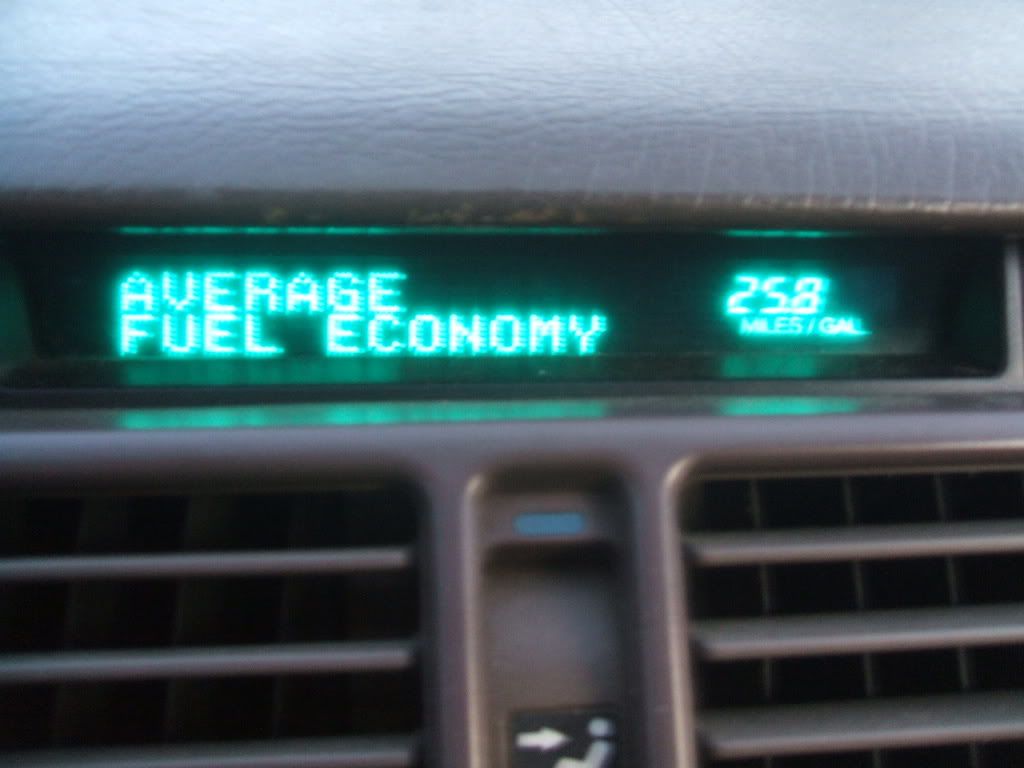 AVERAGE
FUEL ECONOMY
25.8
MILES / GAL.